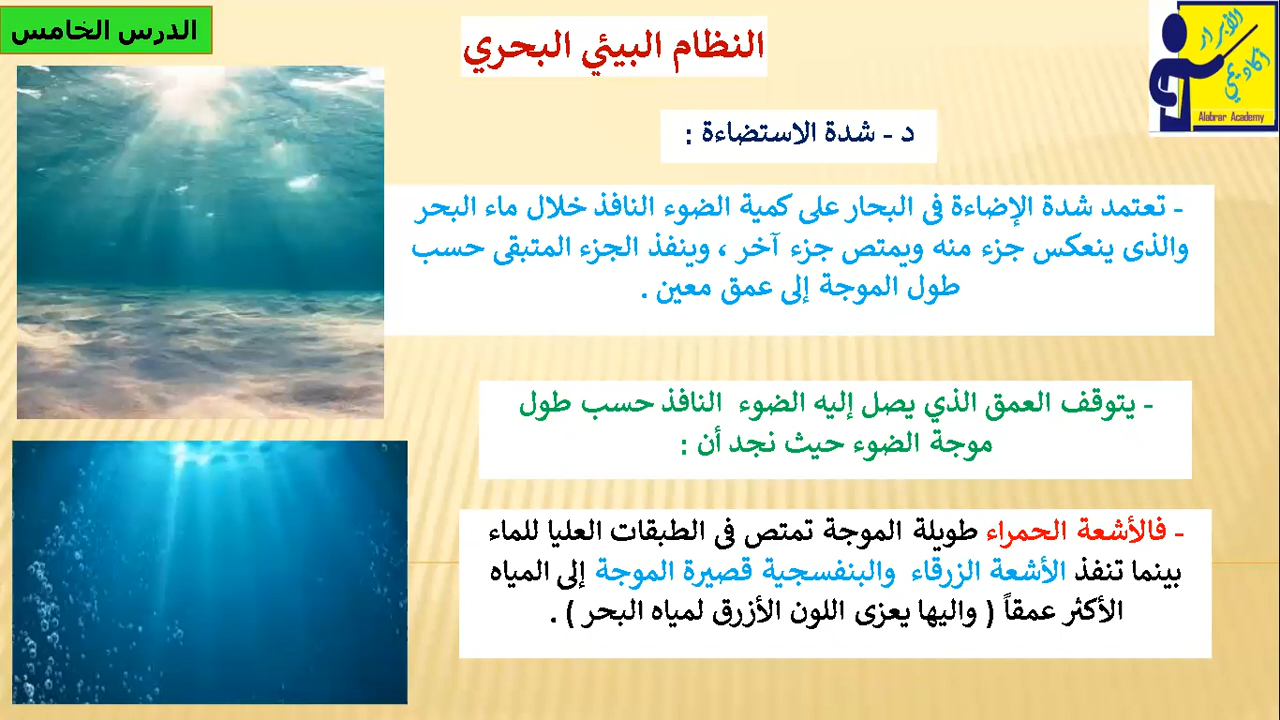 الدرس الخامس
النظام البيئي البحري
الأبرار
أكاديمي
Alabrar Academy
د - شدة الاستضاءة :
- تعتمد شدة الإضاءة فى البحار على كمية الضوء النافذ خلال ماء البحر
والذى ينعكس جزء منه ويمتص جزء آخر ، وينفذ الجزء المتبقى حسب
طول الموجة إلى عمق معين .
- يتوقف العمق الذي يصل إليه الضوء النافذ حسب طول
موجة الضوء حيث نجد أن :
- فالأشعة الحمراء طويلة الموجة تمتص فى الطبقات العليا للماء
بينما تنفذ الأشعة الزرقاء والبنفسجية قصيرة الموجة إلى المياه
الأكثر عمقاً ( واليها يعزى اللون الأزرق لمياه البحر ) .